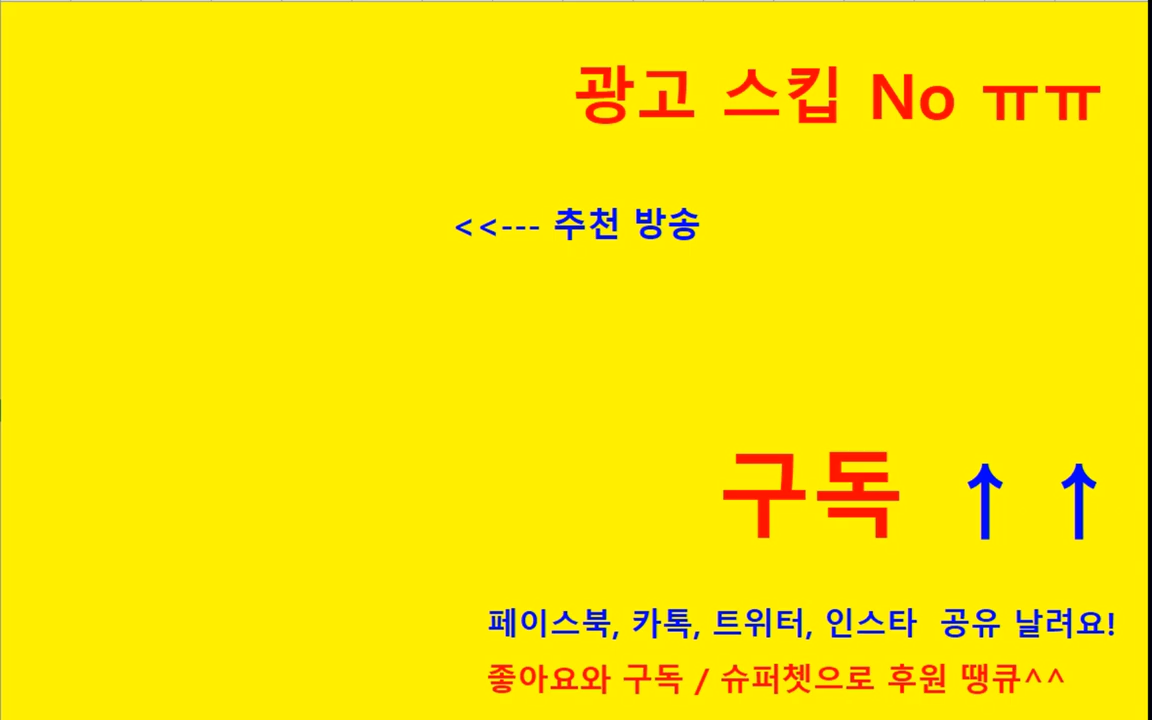 광고 스킵 No ㅠㅠ
<<--- 추천 방송
구독 ↑ ↑
페이스북, 카톡, 트위터, 인스타 공유 날려요!
좋아요와 구독 / 슈퍼쳇으로 후원 땡큐^^